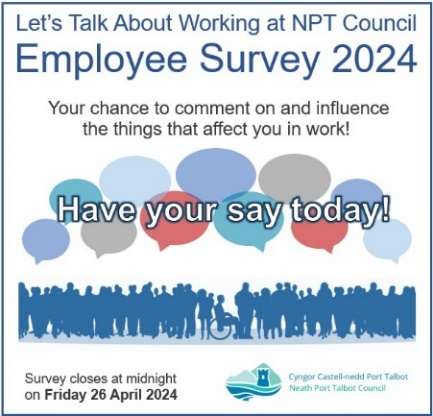 Let's Talk About Working at NPT Council
Employee Survey 2024
Your chance to comment on and influence
the things that affect you in work!
Have your say today!
Survey closes at midnight
on Friday 26 April 2024
Cyngor Castell-nedd Port Talbot
Neath Port Talbot Council